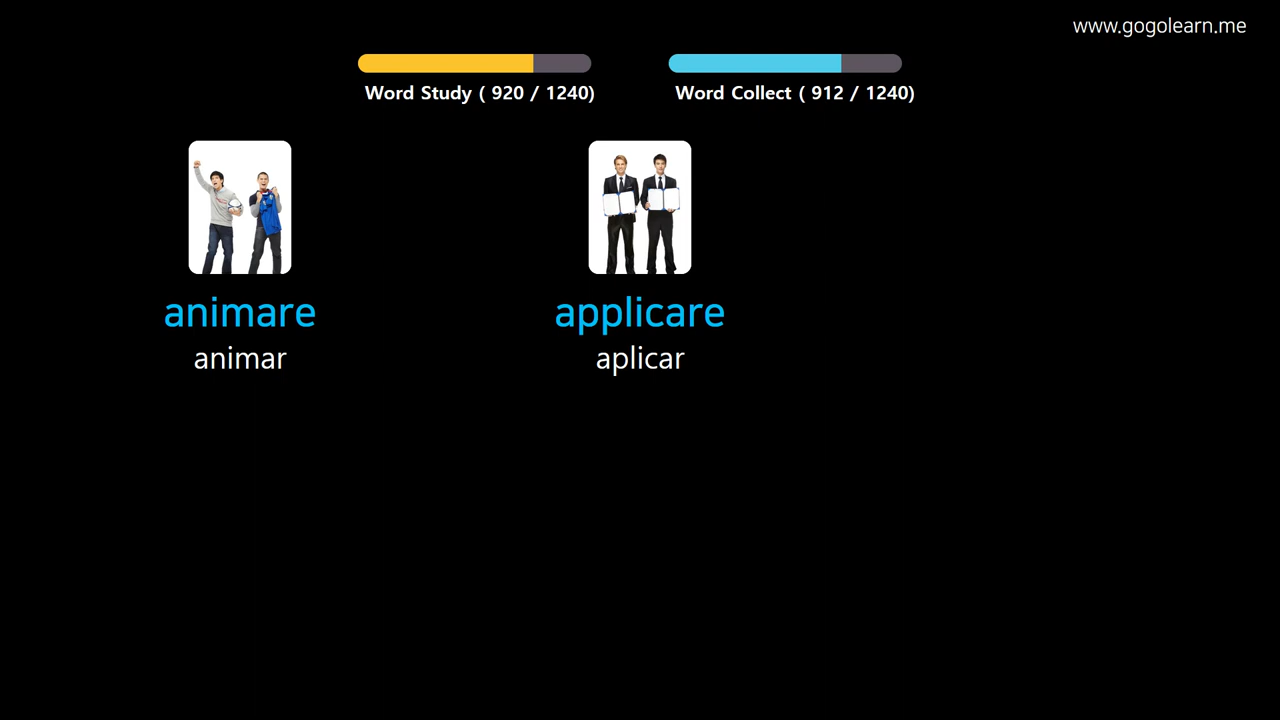 www.gogolearn.me
Word Study ( 920 / 1240)
Word Collect ( 912 / 1240)
animare
animar
applicare
aplicar